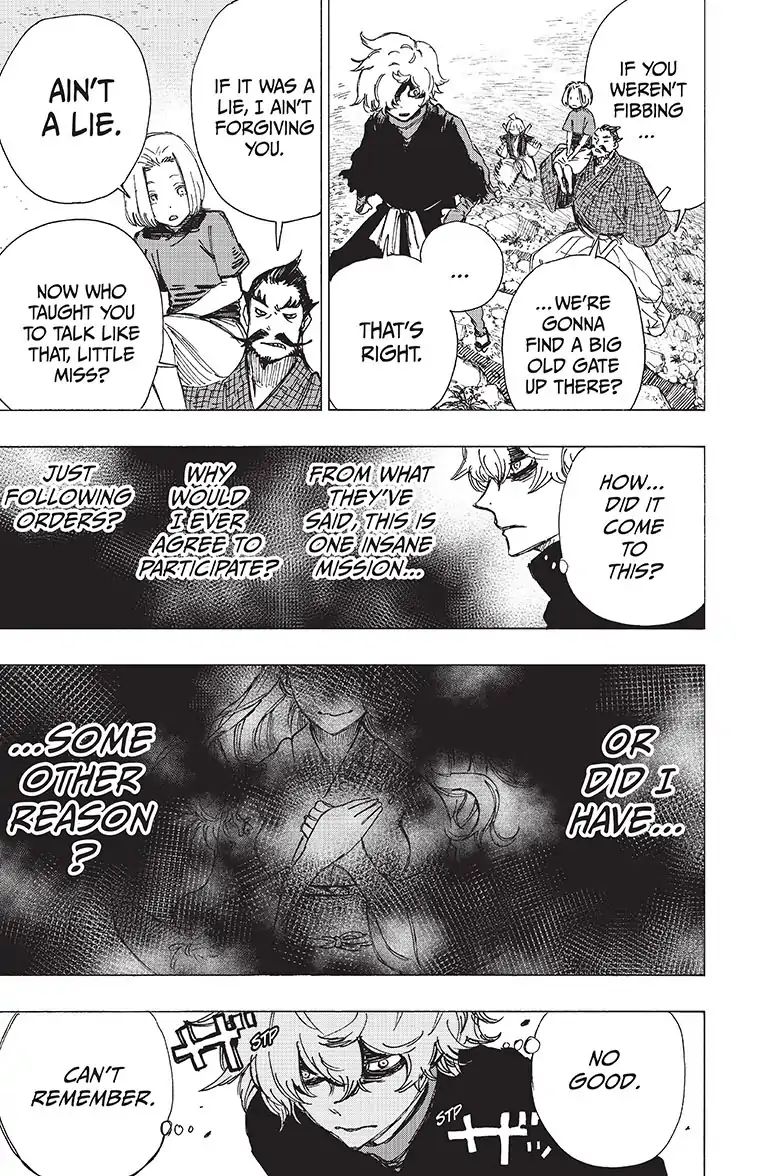 IF YOU
WEREN'T
FIBBING
...
...WE'RE
GONNA
FIND A BIG
OLD GATE
UP THERE?
...
THAT'S
RIGHT.
IF IT WAS A
LIE, I AIN'T
FORGIVING
YOU.
AIN'T
A LIE.
NOW WHO
TAUGHT YOU
TO TALK LIKE
THAT, LITTLE
MISS?
HOW...
DID IT
COME
TO
THIS?
FROM WHAT
THEY'VE
SAID, THIS IS
ONE INSANE
MISSION...
WHY
WOULD
I EVER
AGREE TO
PARTICIPATE?
JUST
FOLLOWING
ORDERS?
OR
DID I
HAVE...
...SOME
OTHER
REASON
?
NO
GOOD.
STP
ザ
STP
ザ
CAN'T
REMEMBER.